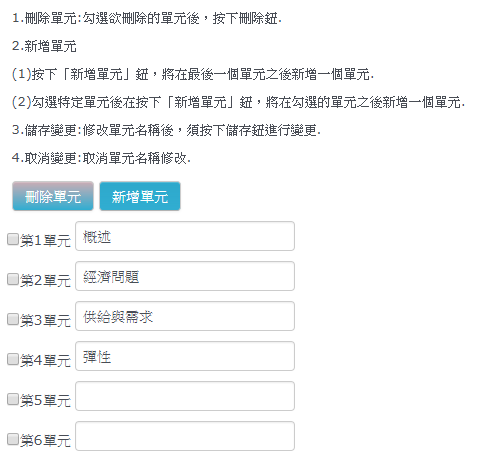 1.刪除單元:勾選欲刪除的單元後，按下刪除鈕.
2.新增單元
(1)按下「新增單元」鈕，將在最後一個單元之後新增一個單元.
(2)勾選特定單元後在按下「新增單元」鈕，將在勾選的單元之後新增一個單元.
3.儲存變更:修改單元名稱後，須按下儲存鈕進行變更.
4.取消變更:取消單元名稱修改.
刪除單元 新增單元
第1單元 概述
第2單元 經濟問題
第3單元 供給與需求
第4單元 彈性
第5單元
第6單元